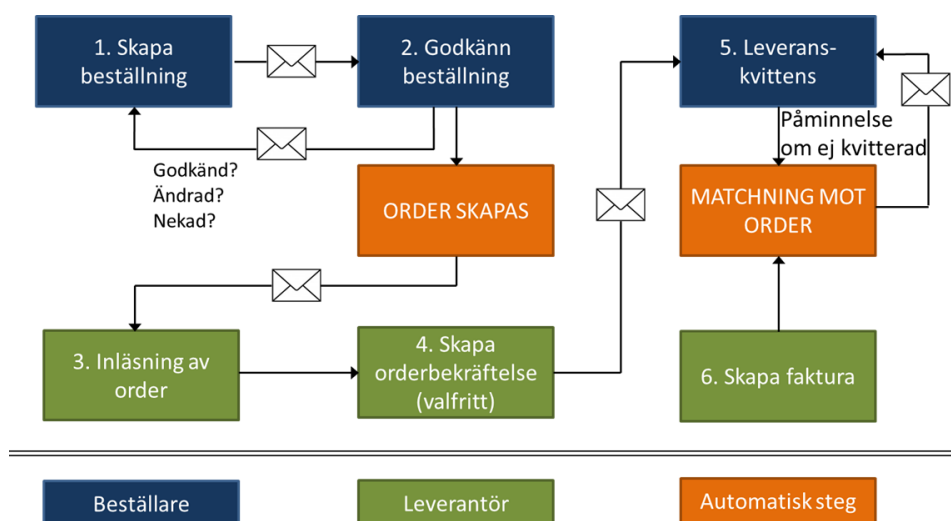 1. Skapa
beställning
2. Godkänn
beställning
5. Leverans-
kvittens
Godkänd?
Ändrad?
Nekad?
Påminnelse
om ej kvitterad
ORDER SKAPAS
MATCHNING MOT
ORDER
3. Inläsning av
order
4. Skapa
orderbekräftelse
(valfritt)
6. Skapa faktura
Beställare
Leverantör
Automatisk steg